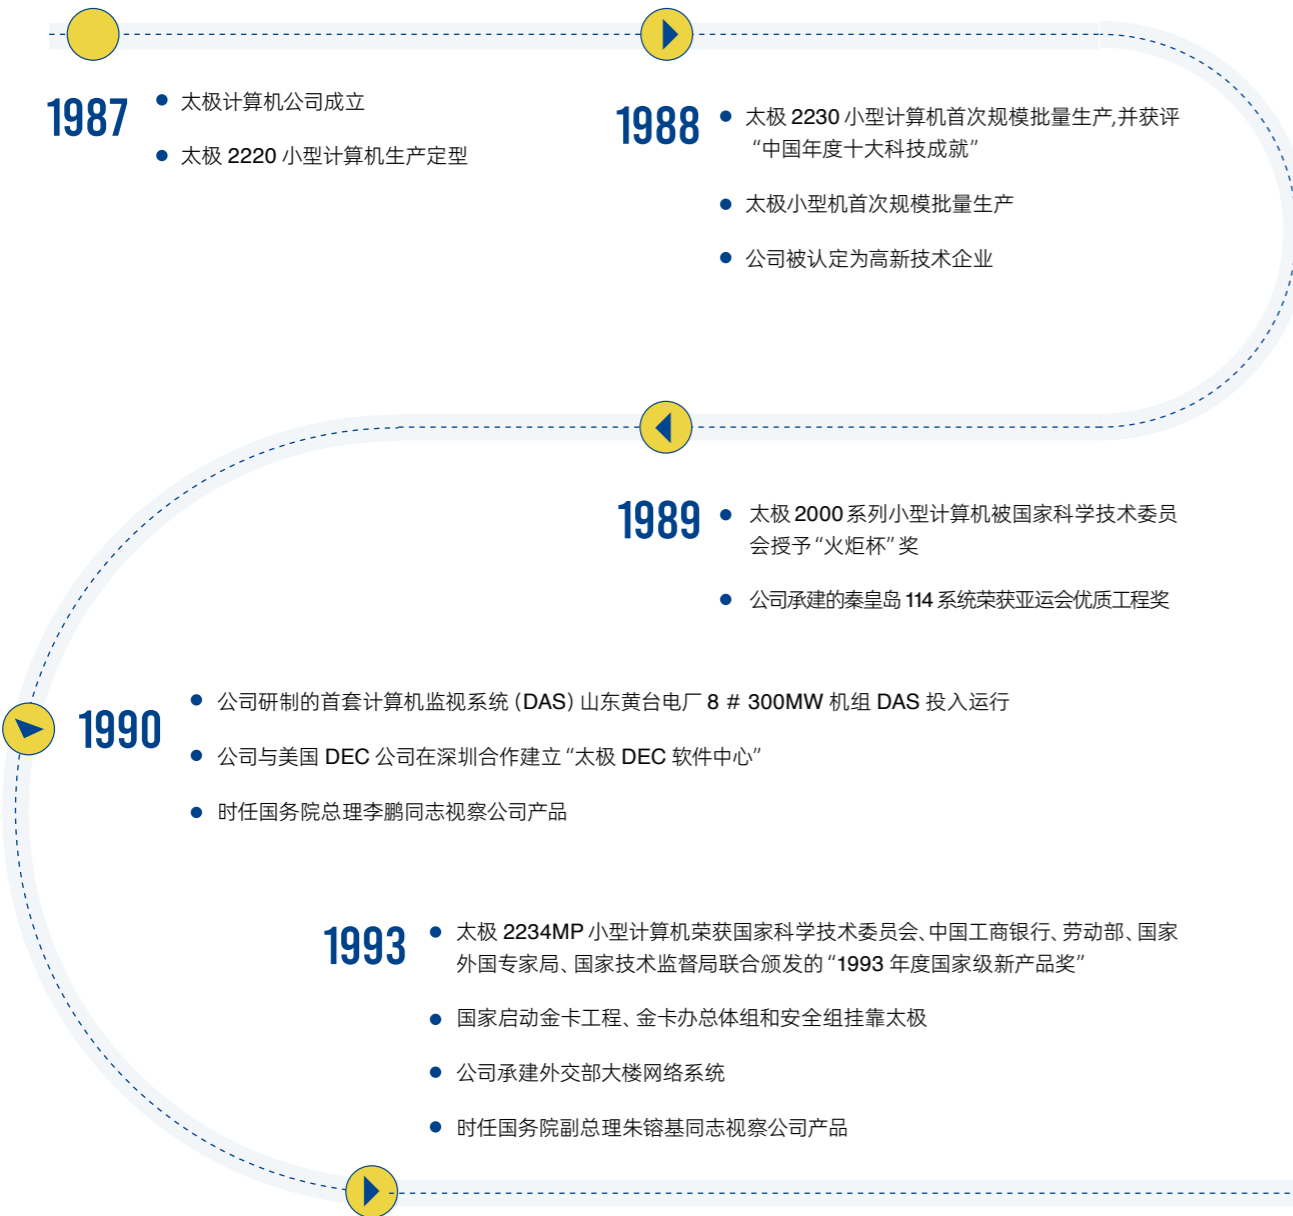 1987
太极计算机公司成立
太极 2220 小型计算机生产定型
1988
太极 2230 小型计算机首次规模批量生产,并获评
“中国年度十大科技成就”
太极小型机首次规模批量生产
公司被认定为高新技术企业
1989
太极 2000 系列小型计算机被国家科学技术委员
会授予“火炬杯”奖
公司承建的秦皇岛 114 系统荣获亚运会优质工程奖
1990
公司研制的首套计算机监视系统（DAS）山东黄台电厂 8 # 300MW 机组 DAS 投入运行
公司与美国 DEC 公司在深圳合作建立“太极 DEC 软件中心”
时任国务院总理李鹏同志视察公司产品
1993
太极 2234MP 小型计算机荣获国家科学技术委员会、中国工商银行、劳动部、国家
外国专家局、国家技术监督局联合颁发的“1993 年度国家级新产品奖”
国家启动金卡工程、金卡办总体组和安全组挂靠太极
公司承建外交部大楼网络系统
时任国务院副总理朱镕基同志视察公司产品